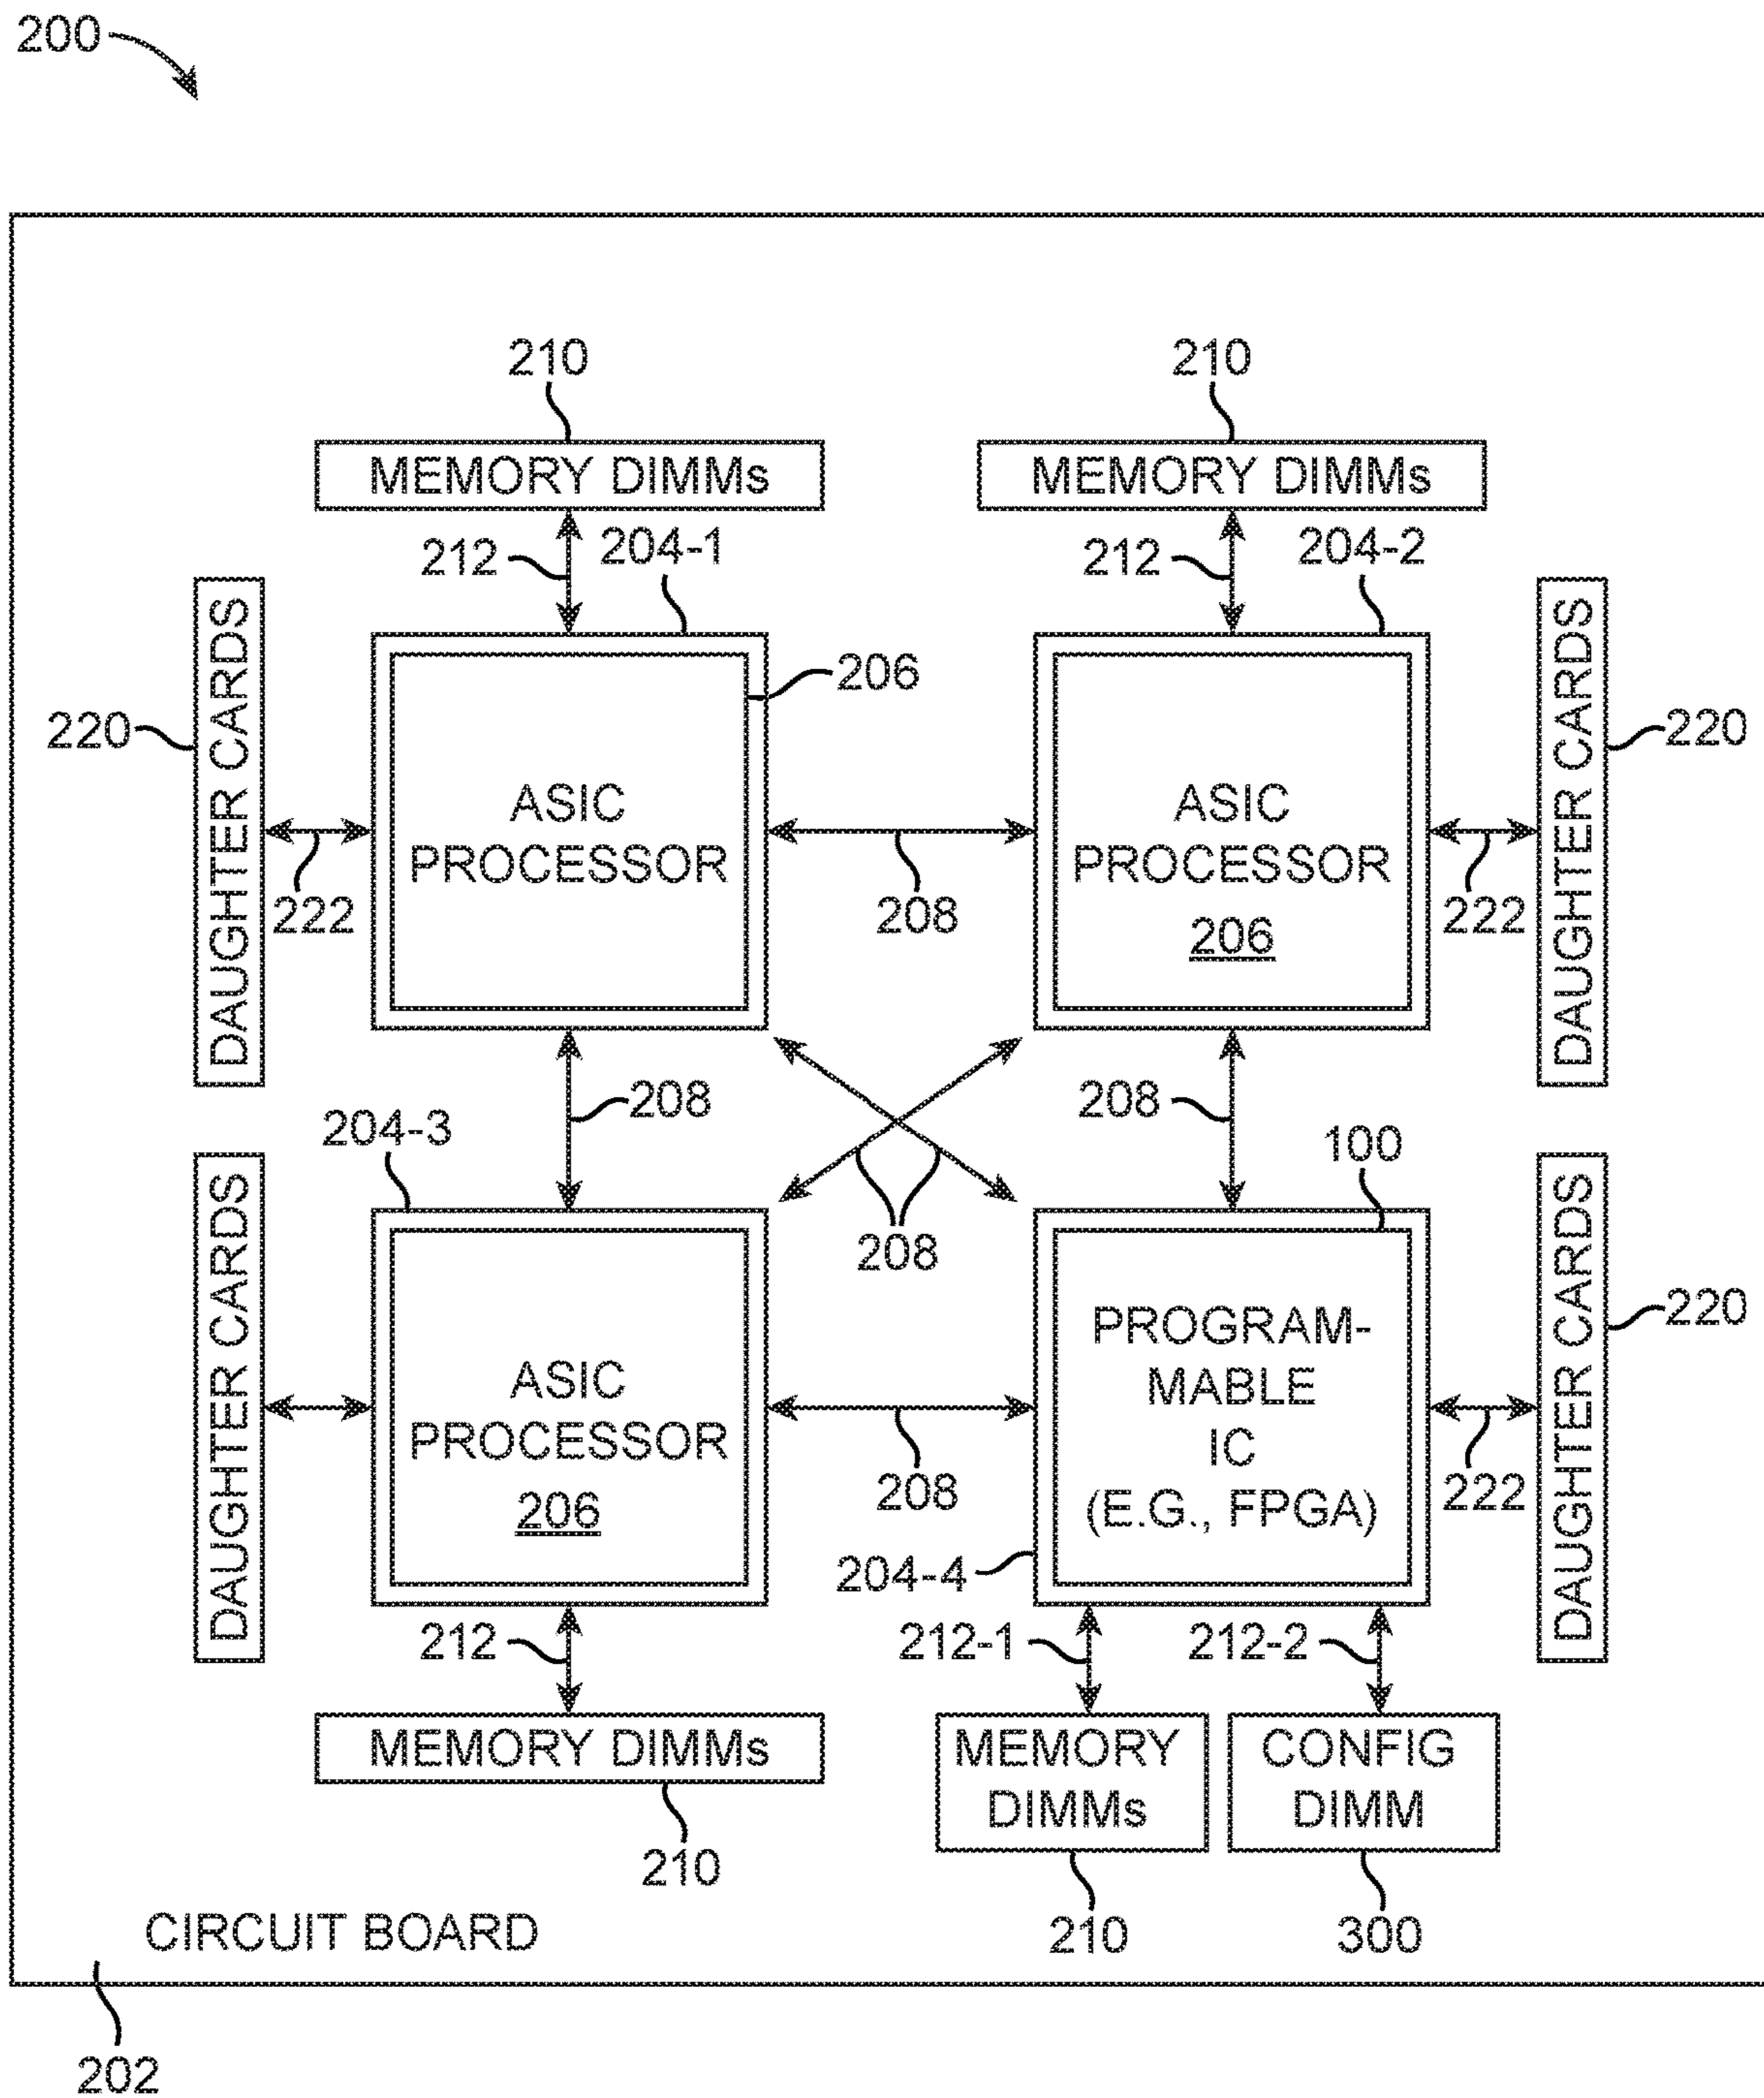 200
210
210
MEMORY DIMMs
MEMORY DIMMs
212
204-1
212
204-2
DAUGHTER CARDS
DAUGHTER CARDS
206
220
220
ASIC
PROCESSOR
ASIC
PROCESSOR
206
222
208
222
208
208
204-3
100
208
DAUGHTER CARDS
DAUGHTER CARDS
220
ASIC
PROCESSOR
206
PROGRAM-
MABLE
IC
(E.G., FPGA)
208
222
204-4
212
212-1
212-2
MEMORY DIMMs
MEMORY
DIMMs
CONFIG
DIMM
210
210
300
CIRCUIT BOARD
202